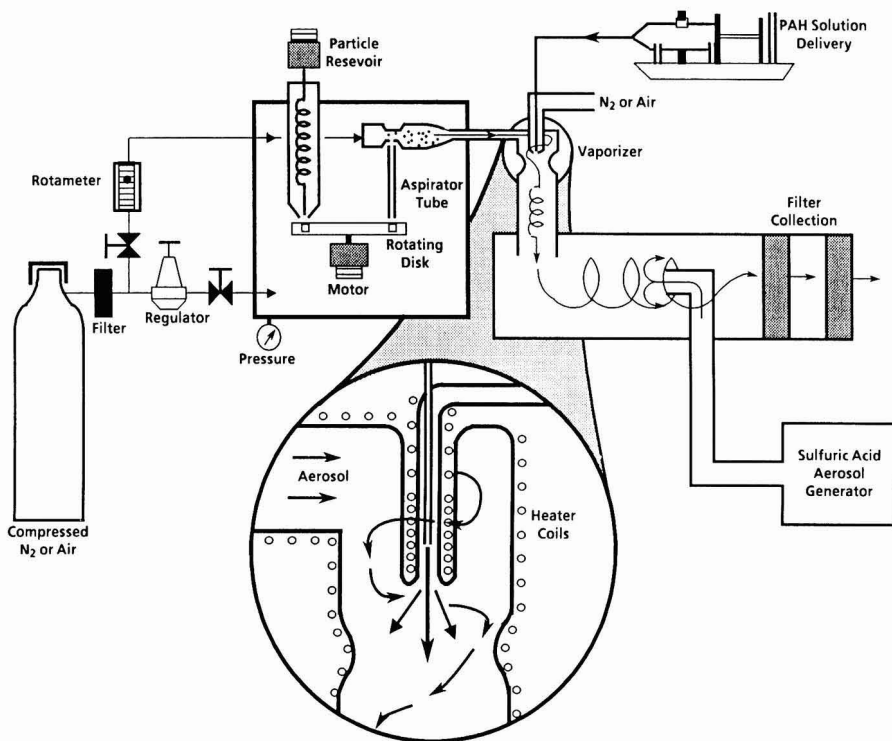 PAH Solution
Delivery
Particle
Resevoir
N2 or Air
Vaporizer
Rotameter
Aspirator
Tube
Filter
Collection
Rotating
Disk
Motor
Filter
Regulator
Pressure
Aerosol
Heater
Coils
Sulfuric Acid
Aerosol
Generator
Compressed
N2 or Air